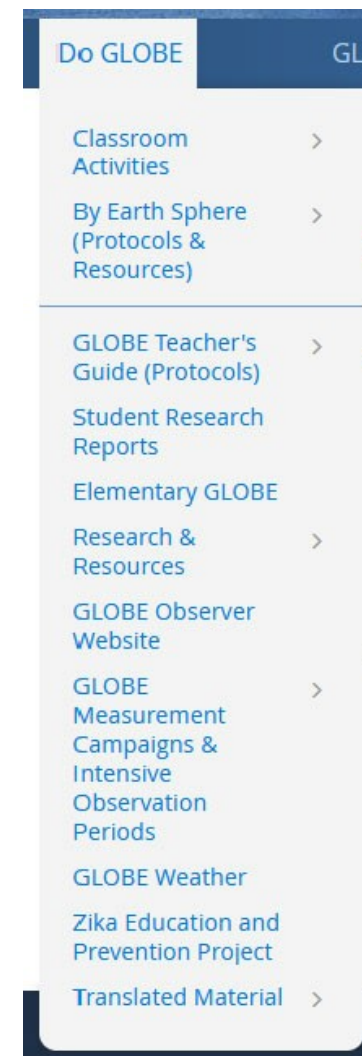 Do GLOBE
GL
Classroom
Activities
By Earth Sphere
(Protocols &
Resources)
GLOBE Teacher's
Guide (Protocols)
Student Research
Reports
Elementary GLOBE
Research &
Resources
GLOBE Observer
Website
GLOBE
Measurement
Campaigns &
Intensive
Observation
Periods
GLOBE Weather
Zika Education and
Prevention Project
Translated Material